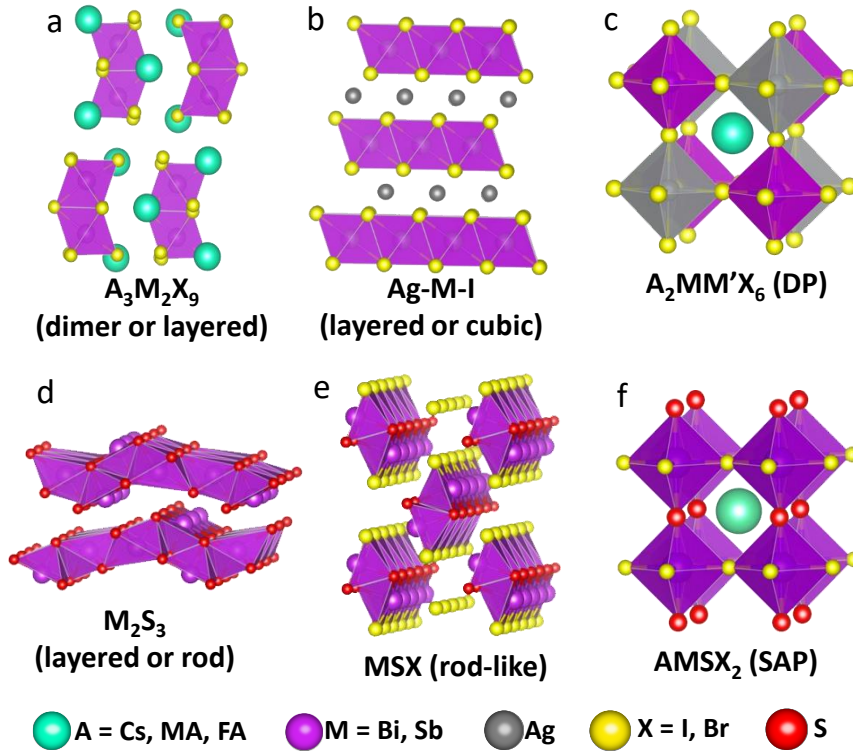 a
b
c
A₃M₂X₉
(dimer or layered)
Ag-M-I
(layered or cubic)
A₂MM’X₆ (DP)
d
e
f
M₂S₃
(layered or rod)
MSX (rod-like)
AMSX₂ (SAP)
A = Cs, MA, FA
M = Bi, Sb
Ag
X = I, Br
S